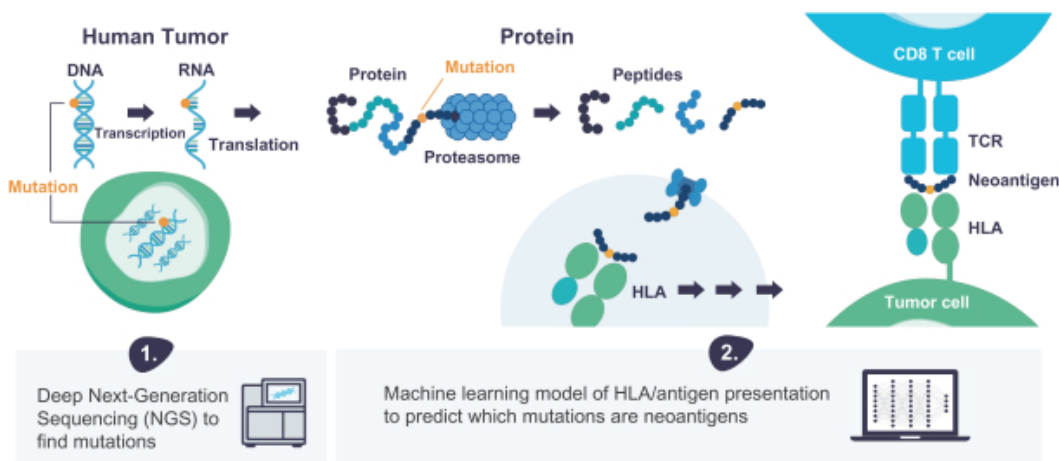 Human Tumor
DNA
RNA
Transcription
Translation
Mutation
Protein
Protein
Mutation
Proteasome
Peptides
HLA
CD8 T cell
TCR
Neoantigen
HLA
Tumor cell
1.
Deep Next-Generation
Sequencing (NGS) to
find mutations
2.
Machine learning model of HLA/antigen presentation
to predict which mutations are neoantigens